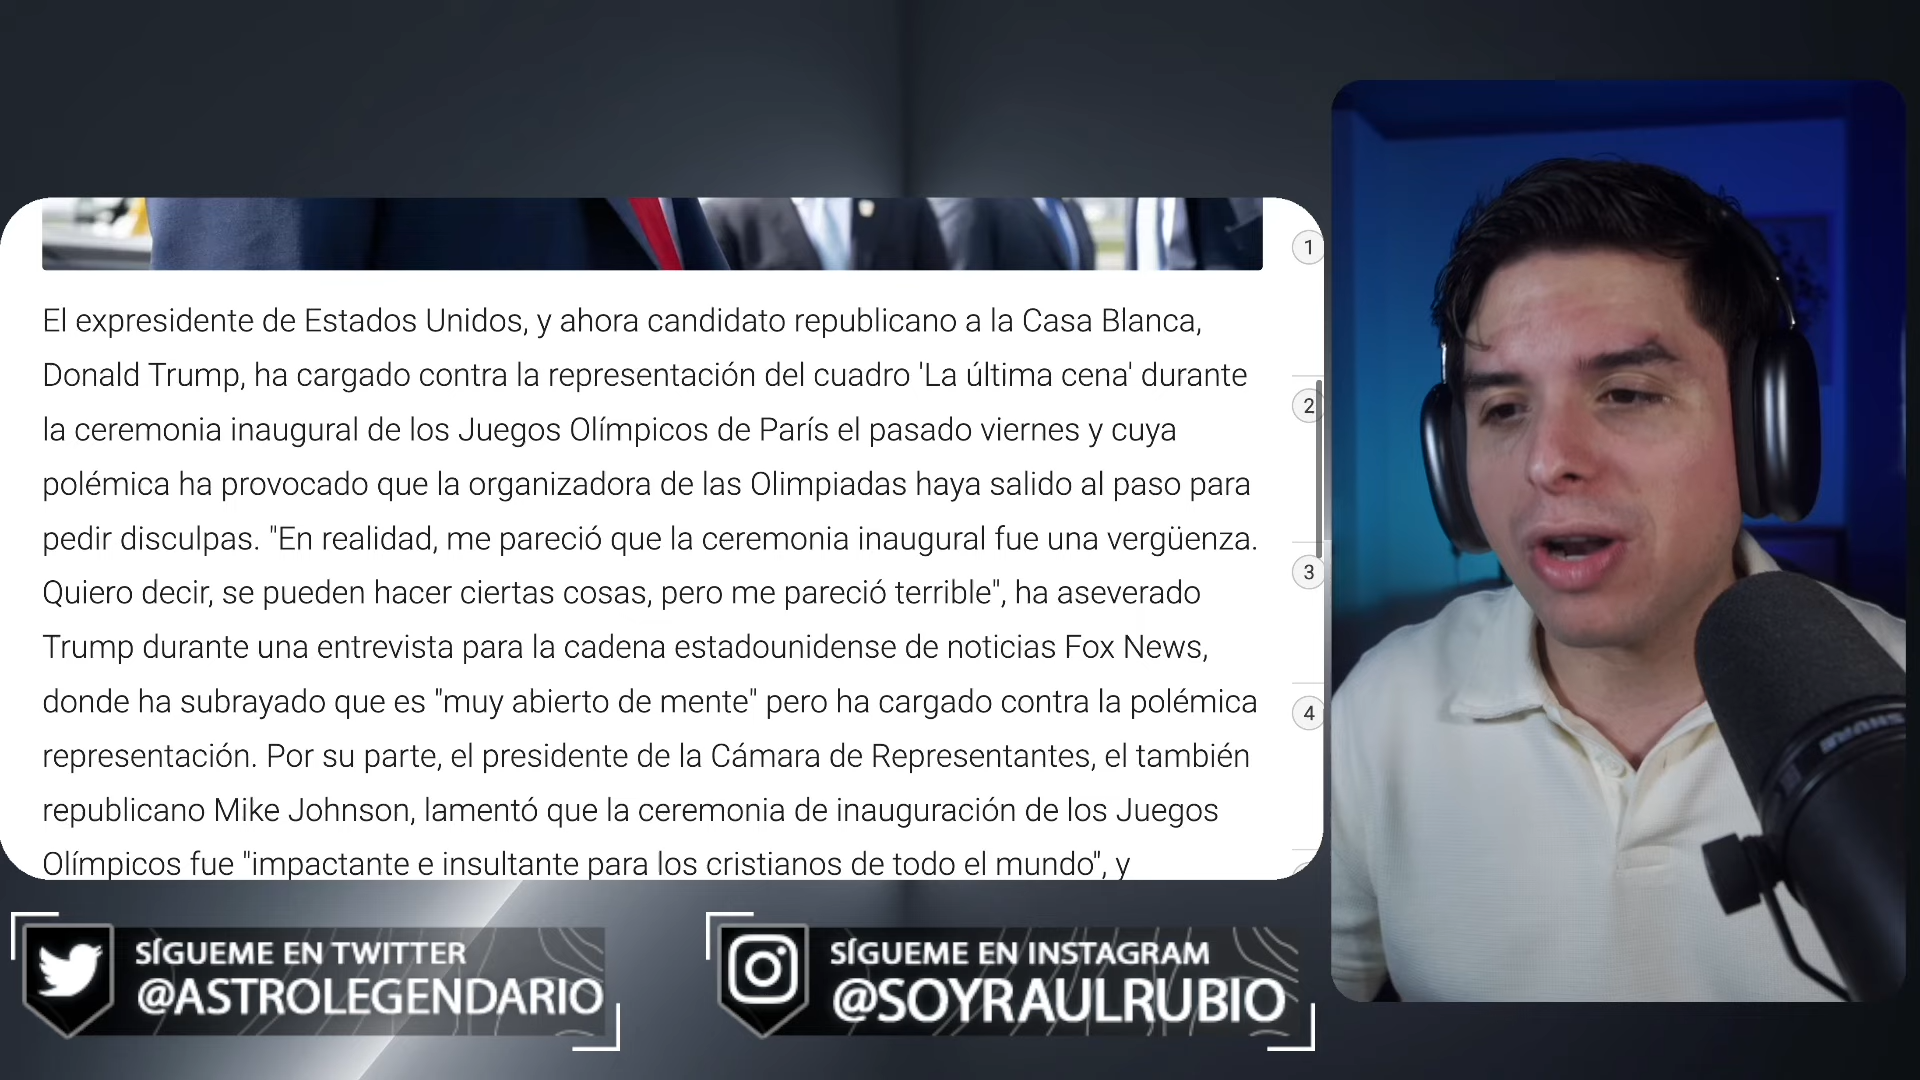 El expresidente de Estados Unidos, y ahora candidato republicano a la Casa Blanca,
Donald Trump, ha cargado contra la representación del cuadro 'La última cena' durante
la ceremonia inaugural de los Juegos Olímpicos de París el pasado viernes y cuya
polémica ha provocado que la organizadora de las Olimpiadas haya salido al paso para
pedir disculpas. "En realidad, me pareció que la ceremonia inaugural fue una vergüenza.
Quiero decir, se pueden hacer ciertas cosas, pero me pareció terrible", ha aseverado
Trump durante una entrevista para la cadena estadounidense de noticias Fox News,
donde ha subrayado que es "muy abierto de mente" pero ha cargado contra la polémica
representación. Por su parte, el presidente de la Cámara de Representantes, el también
republicano Mike Johnson, lamentó que la ceremonia de inauguración de los Juegos
Olímpicos fue "impactante e insultante para los cristianos de todo el mundo", y
1
2
3
4
SHURE
SÍGUEME EN TWITTER
@ASTROLEGENDARIO
SÍGUEME EN INSTAGRAM
@SOYRAULRUBIO